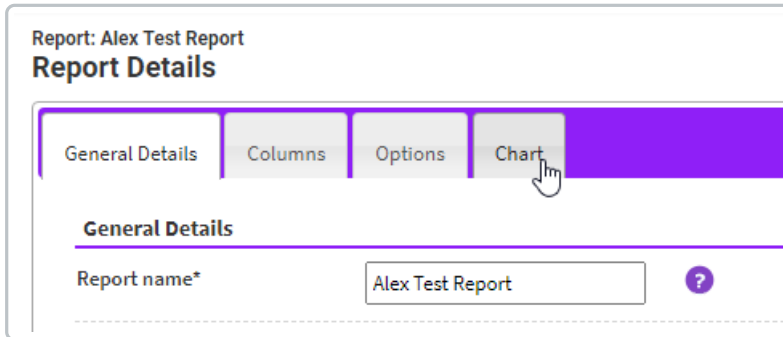 Report: Alex Test Report
Report Details
General Details Columns Options Chart
General Details
Report name* Alex Test Report ?